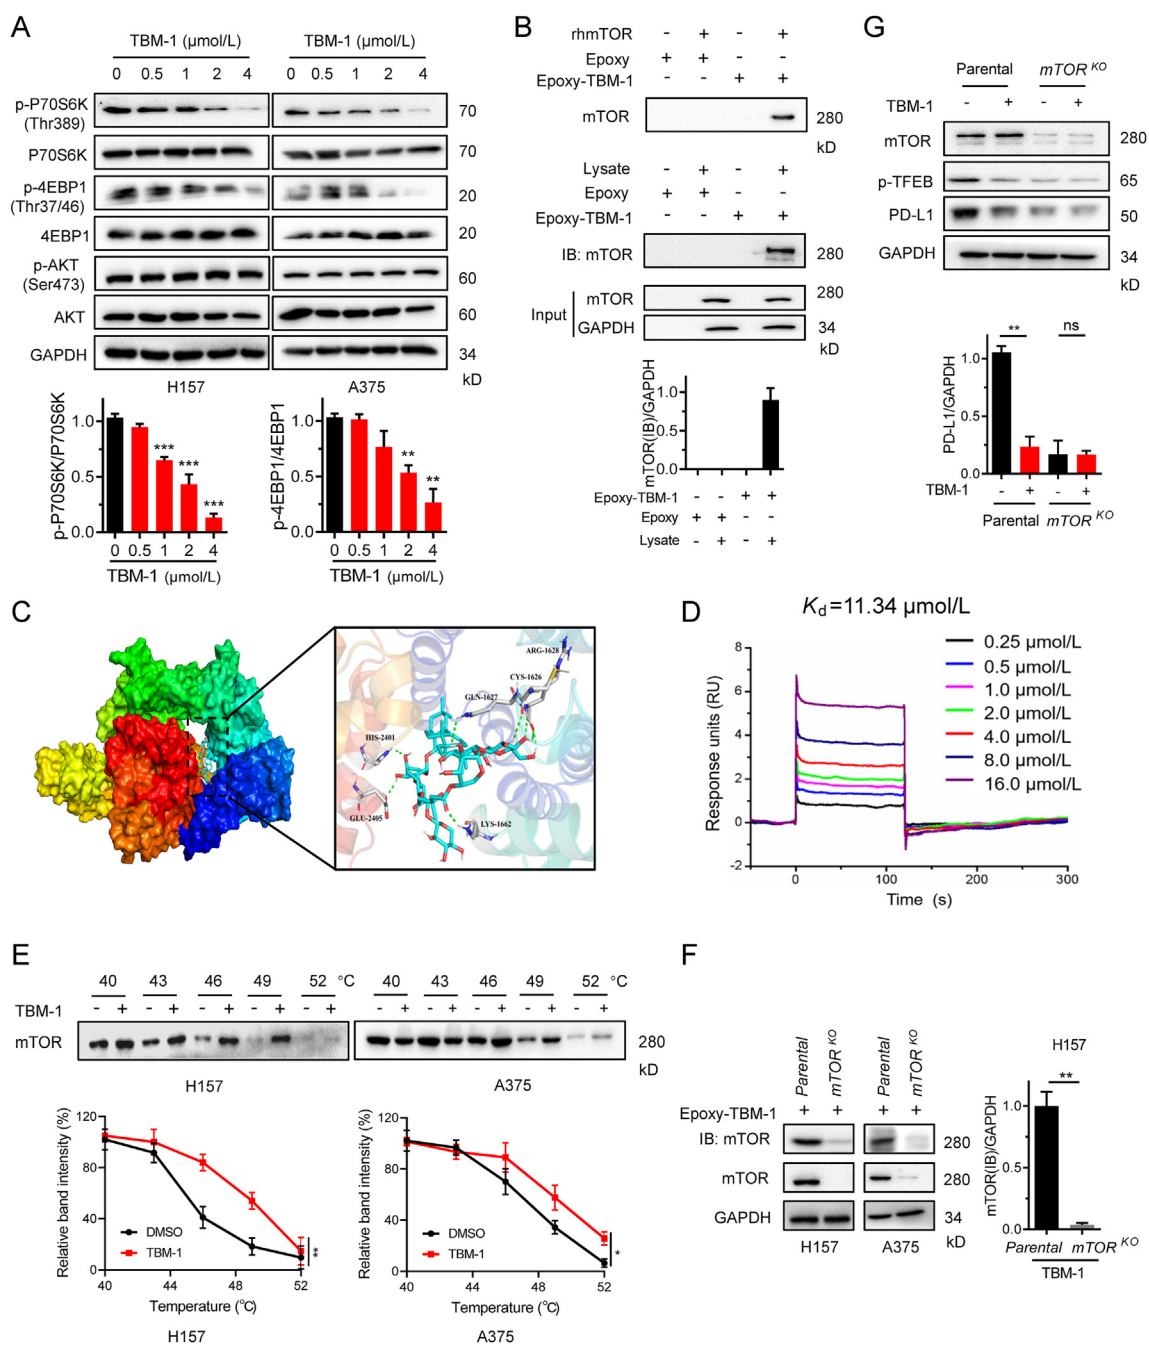 A
TBM-1 (μmol/L) TBM-1 (μmol/L)
0 0.5 1 2 4 0 0.5 1 2 4
p-P70S6K
(Thr389) 70
P70S6K 70
p-4EBP1
(Thr37/46) 20
4EBP1 20
p-AKT
(Ser473) 60
AKT 60
GAPDH 34
kD
H157 A375
p-P70S6K/P70S6K
1.0
0.5
0.0
*** *** ***
0 0.5 1 2 4
TBM-1 (μmol/L)
p-4EBP1/4EBP1
1.0
0.5
0.0
** **
0 0.5 1 2 4
TBM-1 (μmol/L)
B
rhmTOR - + - +
Epoxy + + - -
Epoxy-TBM-1 - - + +
mTOR 280
kD
Lysate - + - +
Epoxy + + - -
Epoxy-TBM-1 - - + +
IB: mTOR 280
Input
mTOR 280
GAPDH 34
kD
mTOR(IB)/GAPDH
1.0
0.5
0.0
Epoxy-TBM-1 - - + +
Epoxy + + - -
Lysate - + - +
G
Parental mTOR KO
TBM-1 - + - +
mTOR 280
p-TFEB 65
PD-L1 50
GAPDH 34
kD
PD-L1/GAPDH
1.0
0.5
0.0
** ns
TBM-1 - + - +
Parental mTOR KO
C
ARG-1628
CYS-1626
GLN-1627
HIS-2401
GLU-2405
LYS-1662
D
Kd=11.34 μmol/L
Response units (RU)
8
6
4
2
0
-2
0 100 200 300
Time (s)
0.25 μmol/L
0.5 μmol/L
1.0 μmol/L
2.0 μmol/L
4.0 μmol/L
8.0 μmol/L
16.0 μmol/L
E
40 43 46 49 52 °C 40 43 46 49 52 °C
TBM-1 - + - + - + - + - + - + - + - + - + - +
mTOR 280
kD
H157 A375
Relative band intensity (%)
120
80
40
0
DMSO
TBM-1
**
40 44 48 52
Temperature (°C)
H157
Relative band intensity (%)
120
80
40
0
DMSO
TBM-1
*
40 44 48 52
Temperature (°C)
A375
F
Parental mTOR KO Parental mTOR KO
Epoxy-TBM-1 + + + +
IB: mTOR 280
mTOR 280
GAPDH 34
kD
H157 A375
H157
**
mTOR(IB)/GAPDH
1.0
0.5
0.0
Parental mTOR KO
TBM-1